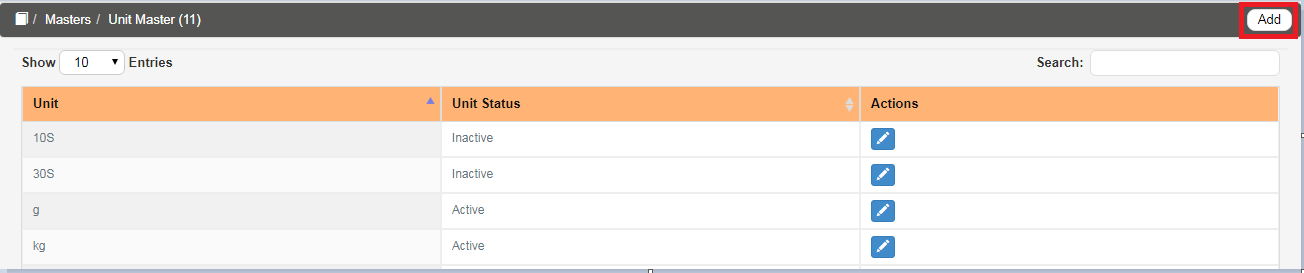 / Masters / Unit Master (11)
Add
Show 10 Entries
Search:
Unit Unit Status Actions
10S Inactive
30S Inactive
g Active
kg Active